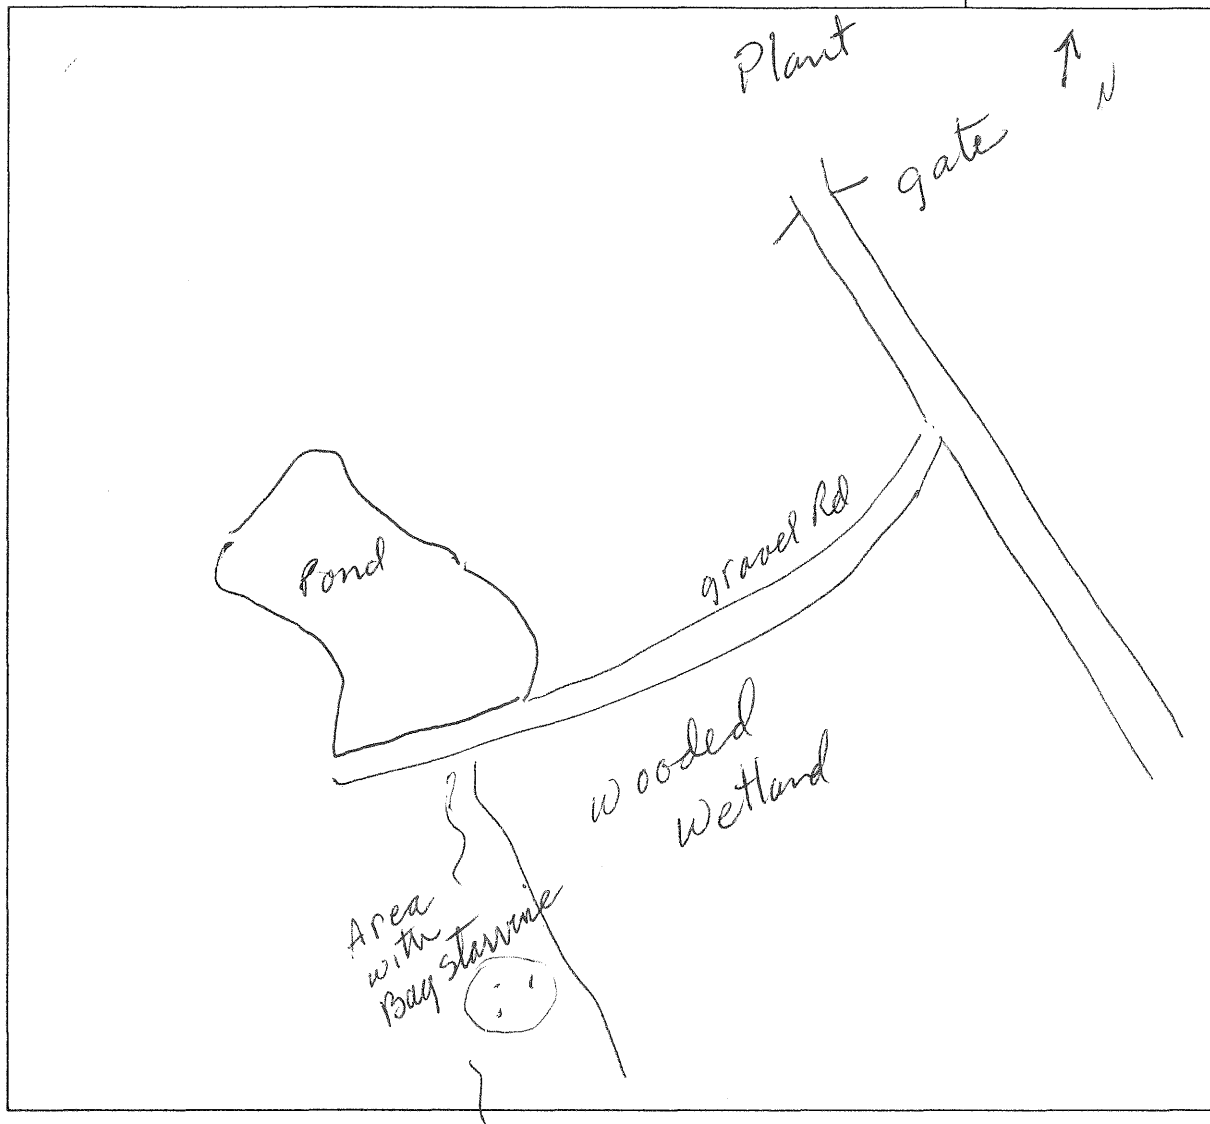 Plant
N
gate
gravel Rd
Pond
Wooded
Wetland
Area
with
Bay Starvine